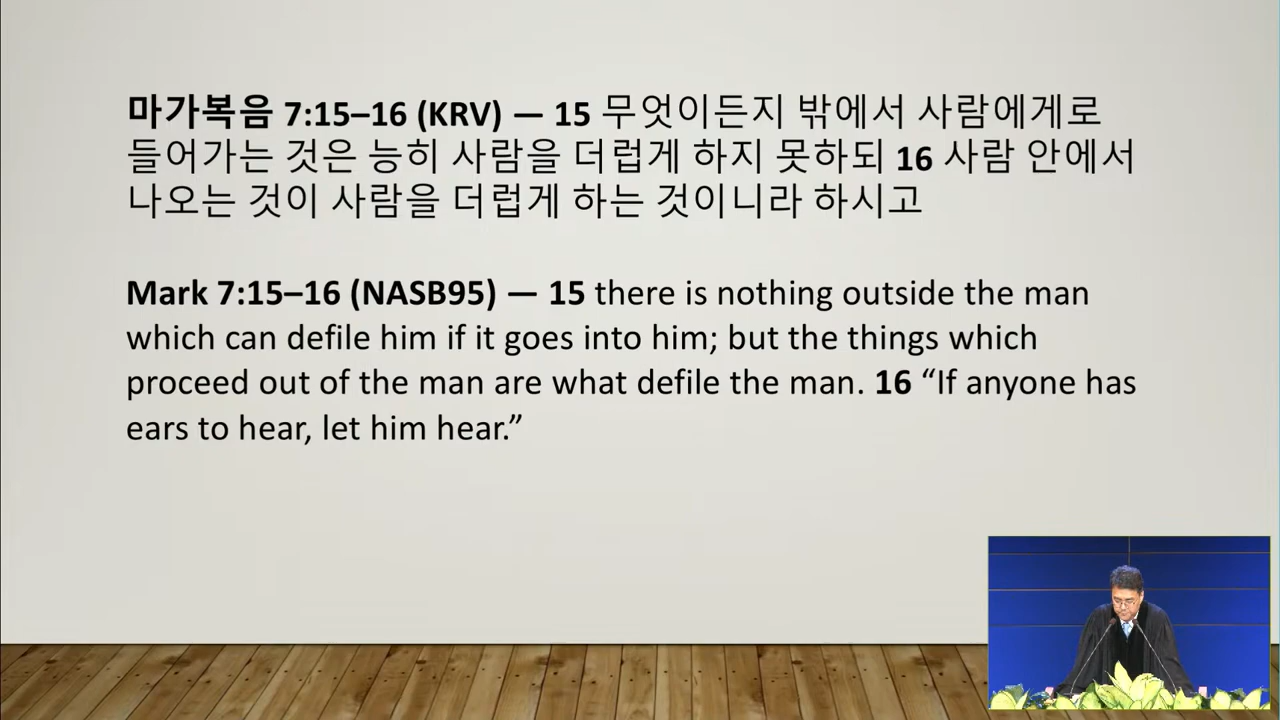 마가복음 7:15–16 (KRV) — 15 무엇이든지 밖에서 사람에게로
들어가는 것은 능히 사람을 더럽게 하지 못하되 16 사람 안에서
나오는 것이 사람을 더럽게 하는 것이니라 하시고
Mark 7:15–16 (NASB95) — 15 there is nothing outside the man
which can defile him if it goes into him; but the things which
proceed out of the man are what defile the man. 16 “If anyone has
ears to hear, let him hear.”